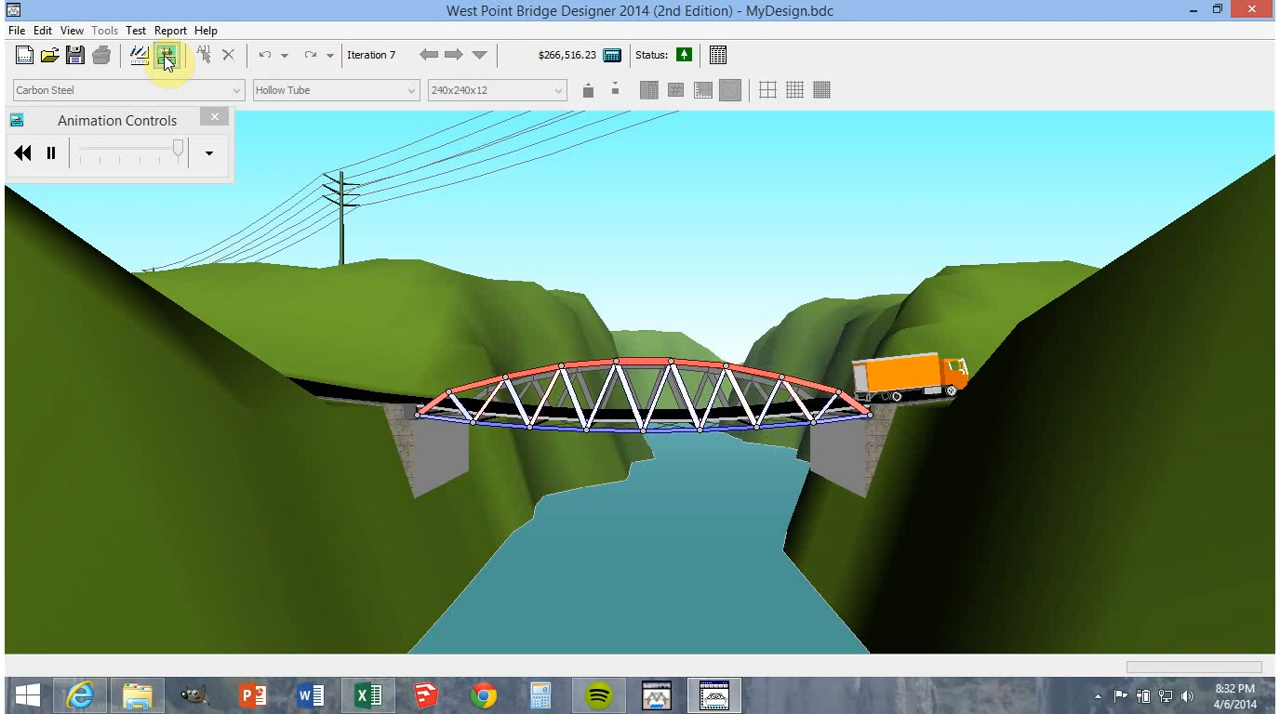 West Point Bridge Designer 2014 (2nd Edition) - MyDesign.bdc
File Edit View Tools Test Report Help
Iteration 7 $266,516.23 Status:
Carbon Steel Hollow Tube 240x240x12
Animation Controls
8:32 PM
4/6/2014